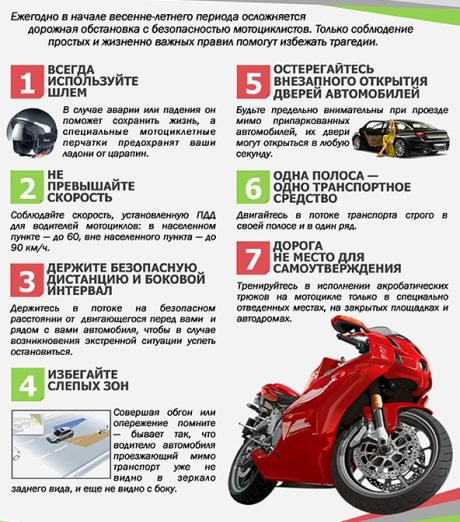 Ежегодно в начале весенне-летнего периода осложняется
дорожная обстановка с безопасностью мотоциклистов. Только соблюдение
простых и жизненно важных правил помогут избежать трагедии.
1 ВСЕГДА
ИСПОЛЬЗУЙТЕ
ШЛЕМ
В случае аварии или падения он
поможет сохранить жизнь, а
специальные мотоциклетные
перчатки предохранят ваши
ладони от царапин.
2 НЕ
ПРЕВЫШАЙТЕ
СКОРОСТЬ
Соблюдайте скорость, установленную ПДД
для водителей мотоциклов: в населенном
пункте — до 60, вне населенного пункта — до
90 км/ч.
3 ДЕРЖИТЕ БЕЗОПАСНУЮ
ДИСТАНЦИЮ И БОКОВОЙ
ИНТЕРВАЛ
Держитесь в потоке на безопасном
расстоянии от двигающегося перед вами и
рядом с вами автомобиля, чтобы в случае
возникновения экстренной ситуации успеть
остановиться.
4 ИЗБЕГАЙТЕ
СЛЕПЫХ ЗОН
Совершая обгон или
опережение помните
— бывает так, что
водителю автомобиля
проезжающий мимо
транспорт уже не
видно в зеркало
заднего вида, и еще не видно с боку.
5 ОСТЕРЕГАЙТЕСЬ
ВНЕЗАПНОГО ОТКРЫТИЯ
ДВЕРЕЙ АВТОМОБИЛЕЙ
Будьте предельно внимательны при проезде
мимо припаркованных
автомобилей, их двери
могут открыться в любую
секунду.
6 ОДНА ПОЛОСА —
ОДНО ТРАНСПОРТНОЕ
СРЕДСТВО
Двигайтесь в потоке транспорта строго в
своей полосе и в один ряд.
7 ДОРОГА
НЕ МЕСТО ДЛЯ
САМОУТВЕРЖДЕНИЯ
Тренируйтесь в исполнении акробатических
трюков на мотоцикле только в специально
отведенных местах, на закрытых площадках и
автодромах.